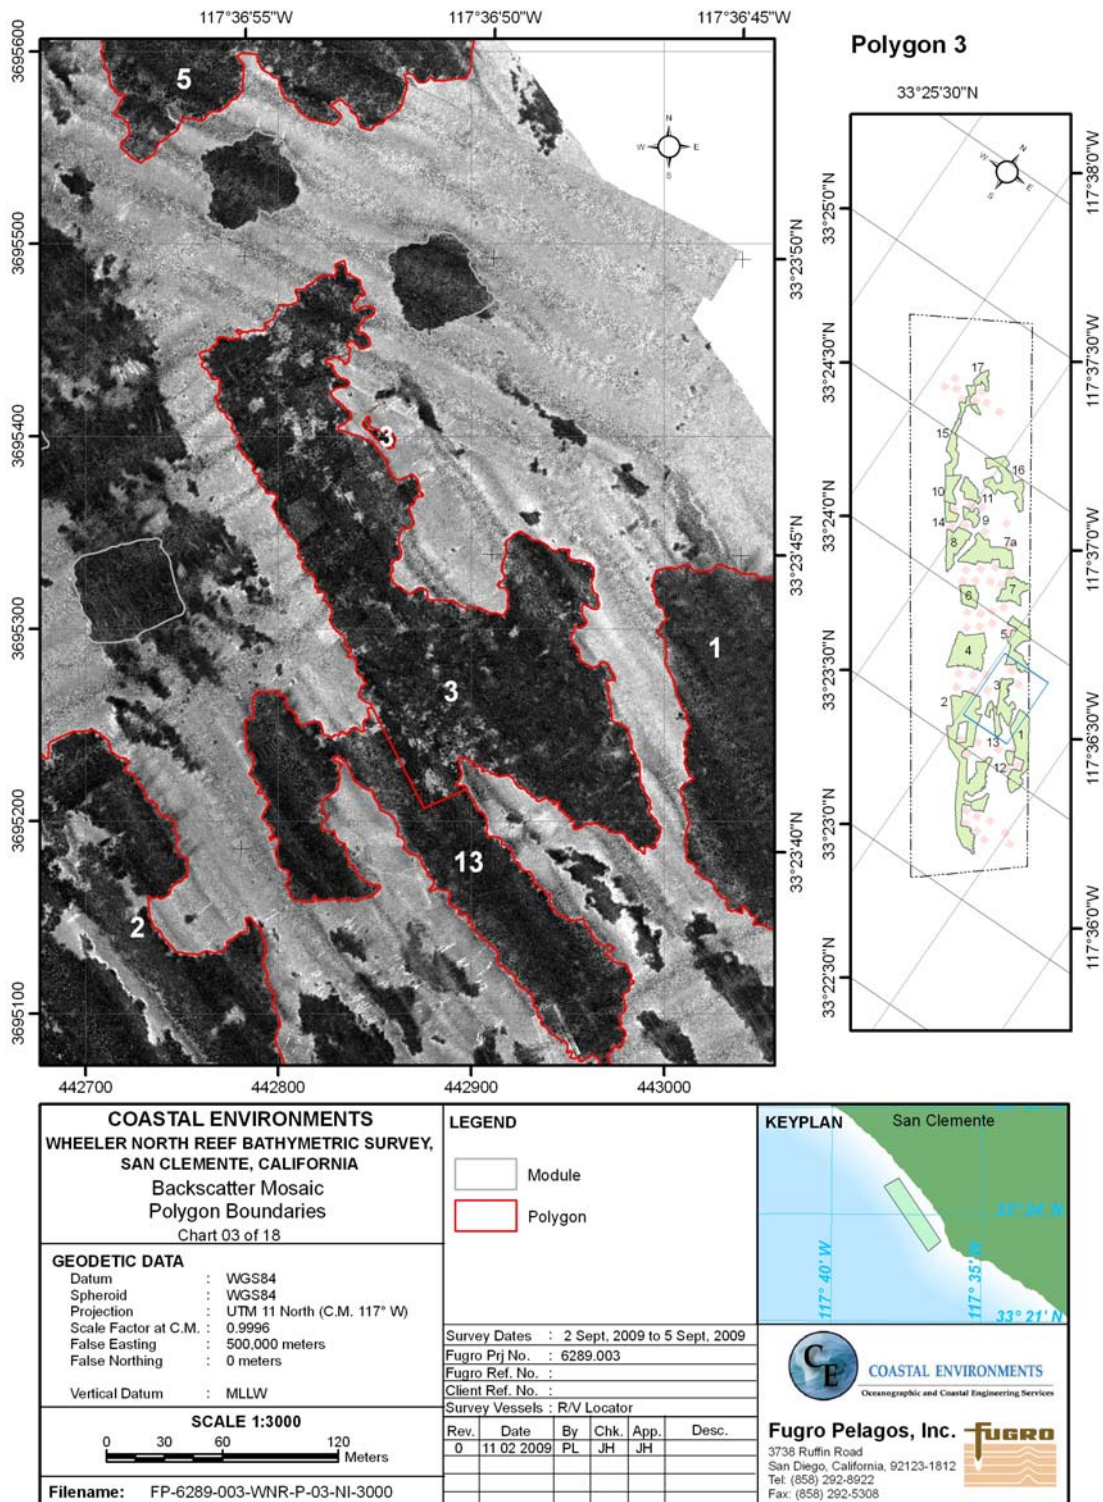 117°36'55"W 117°36'50"W 117°36'45"W
3695600
3695500
3695400
3695300
3695200
3695100
33°23'50"N
33°23'45"N
33°23'40"N
442700 442800 442900 443000
N
W E
S
5
3
3
1
13
2
Polygon 3
33°25'30"N
33°25'0"N
33°24'30"N
33°24'0"N
33°23'30"N
33°23'0"N
33°22'30"N
117°38'0"W
117°37'30"W
117°37'0"W
117°36'30"W
117°36'0"W
N
W E
S
17
15
16
10
11
14
9
8
7a
6
7
5
4
3
2
1
13
12
COASTAL ENVIRONMENTS
WHEELER NORTH REEF BATHYMETRIC SURVEY,
SAN CLEMENTE, CALIFORNIA
Backscatter Mosaic
Polygon Boundaries
Chart 03 of 18
GEODETIC DATA
Datum : WGS84
Spheroid : WGS84
Projection : UTM 11 North (C.M. 117° W)
Scale Factor at C.M. : 0.9996
False Easting : 500,000 meters
False Northing : 0 meters
Vertical Datum : MLLW
SCALE 1:3000
0 30 60 120
Meters
Filename: FP-6289-003-WNR-P-03-NI-3000
LEGEND
Module
Polygon
Survey Dates : 2 Sept, 2009 to 5 Sept, 2009
Fugro Prj No. : 6289.003
Fugro Ref. No. :
Client Ref. No. :
Survey Vessels : R/V Locator
Rev. Date By Chk. App. Desc.
0 11 02 2009 PL JH JH
KEYPLAN
San Clemente
33° 24' N
117° 40' W
117° 35' W
33° 21' N
CE
COASTAL ENVIRONMENTS
Oceanographic and Coastal Engineering Services
Fugro Pelagos, Inc.
FUGRO
3738 Ruffin Road
San Diego, California, 92123-1812
Tel: (858) 292-8922
Fax: (858) 292-5308